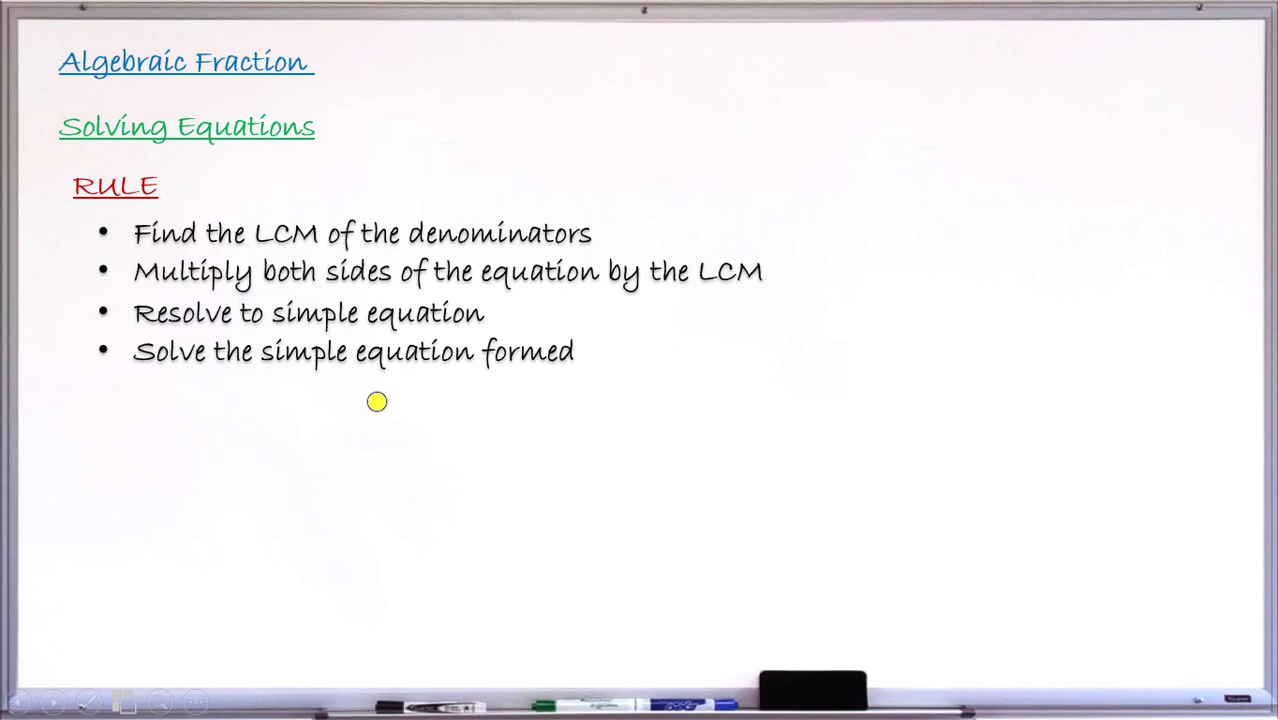 Algebraic Fraction
Solving Equations
RULE
• Find the LCM of the denominators
• Multiply both sides of the equation by the LCM
• Resolve to simple equation
• Solve the simple equation formed